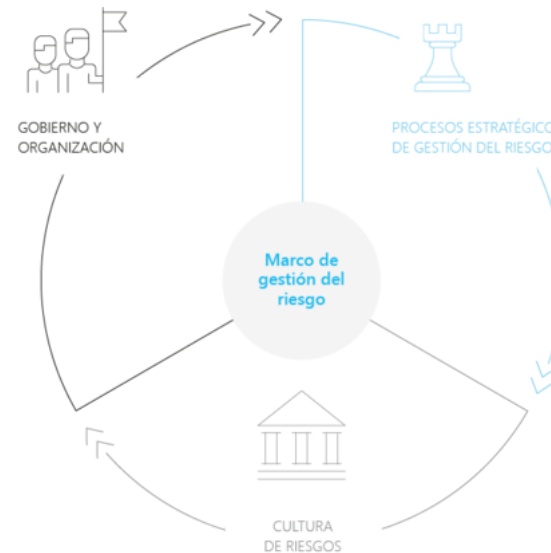 GOBIERNO Y
ORGANIZACIÓN
PROCESOS ESTRATÉGICO
DE GESTIÓN DEL RIESGO
Marco de
gestión del
riesgo
CULTURA
DE RIESGOS